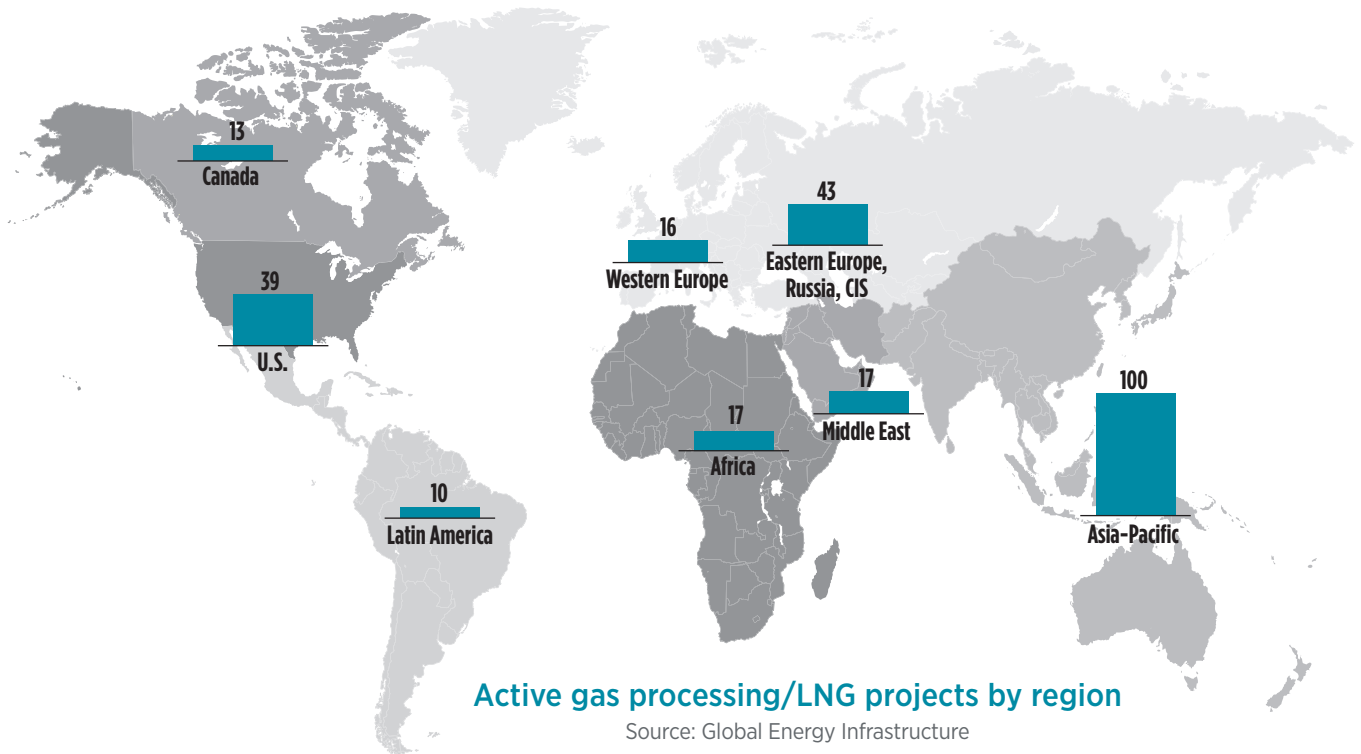 13
Canada
39
U.S.
10
Latin America
16
Western Europe
43
Eastern Europe,
Russia, CIS
17
Africa
17
Middle East
100
Asia-Pacific
Active gas processing/LNG projects by region
Source: Global Energy Infrastructure